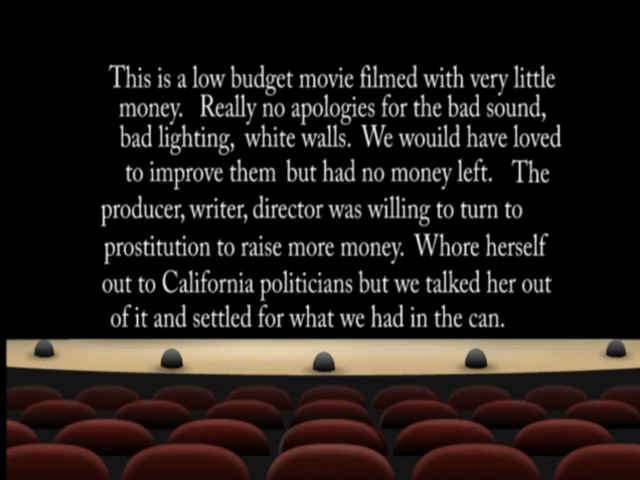 This is a low budget movie filmed with very little
money. Really no apologies for the bad sound,
bad lighting, white walls. We wouild have loved
to improve them but had no money left. The
producer, writer, director was willing to turn to
prostitution to raise more money. Whore herself
out to California politicians but we talked her out
of it and settled for what we had in the can.